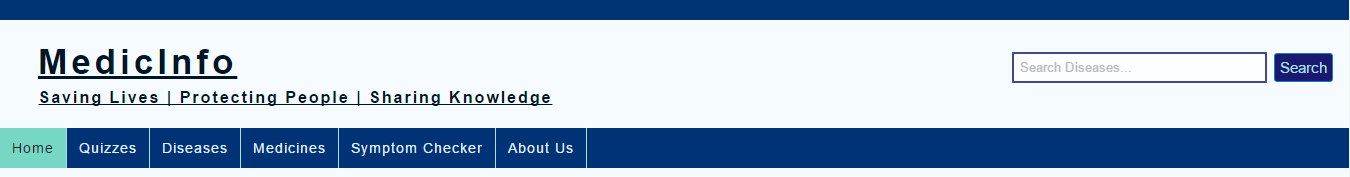 MedicInfo
Saving Lives | Protecting People | Sharing Knowledge
Search Diseases...
Search
Home
Quizzes
Diseases
Medicines
Symptom Checker
About Us